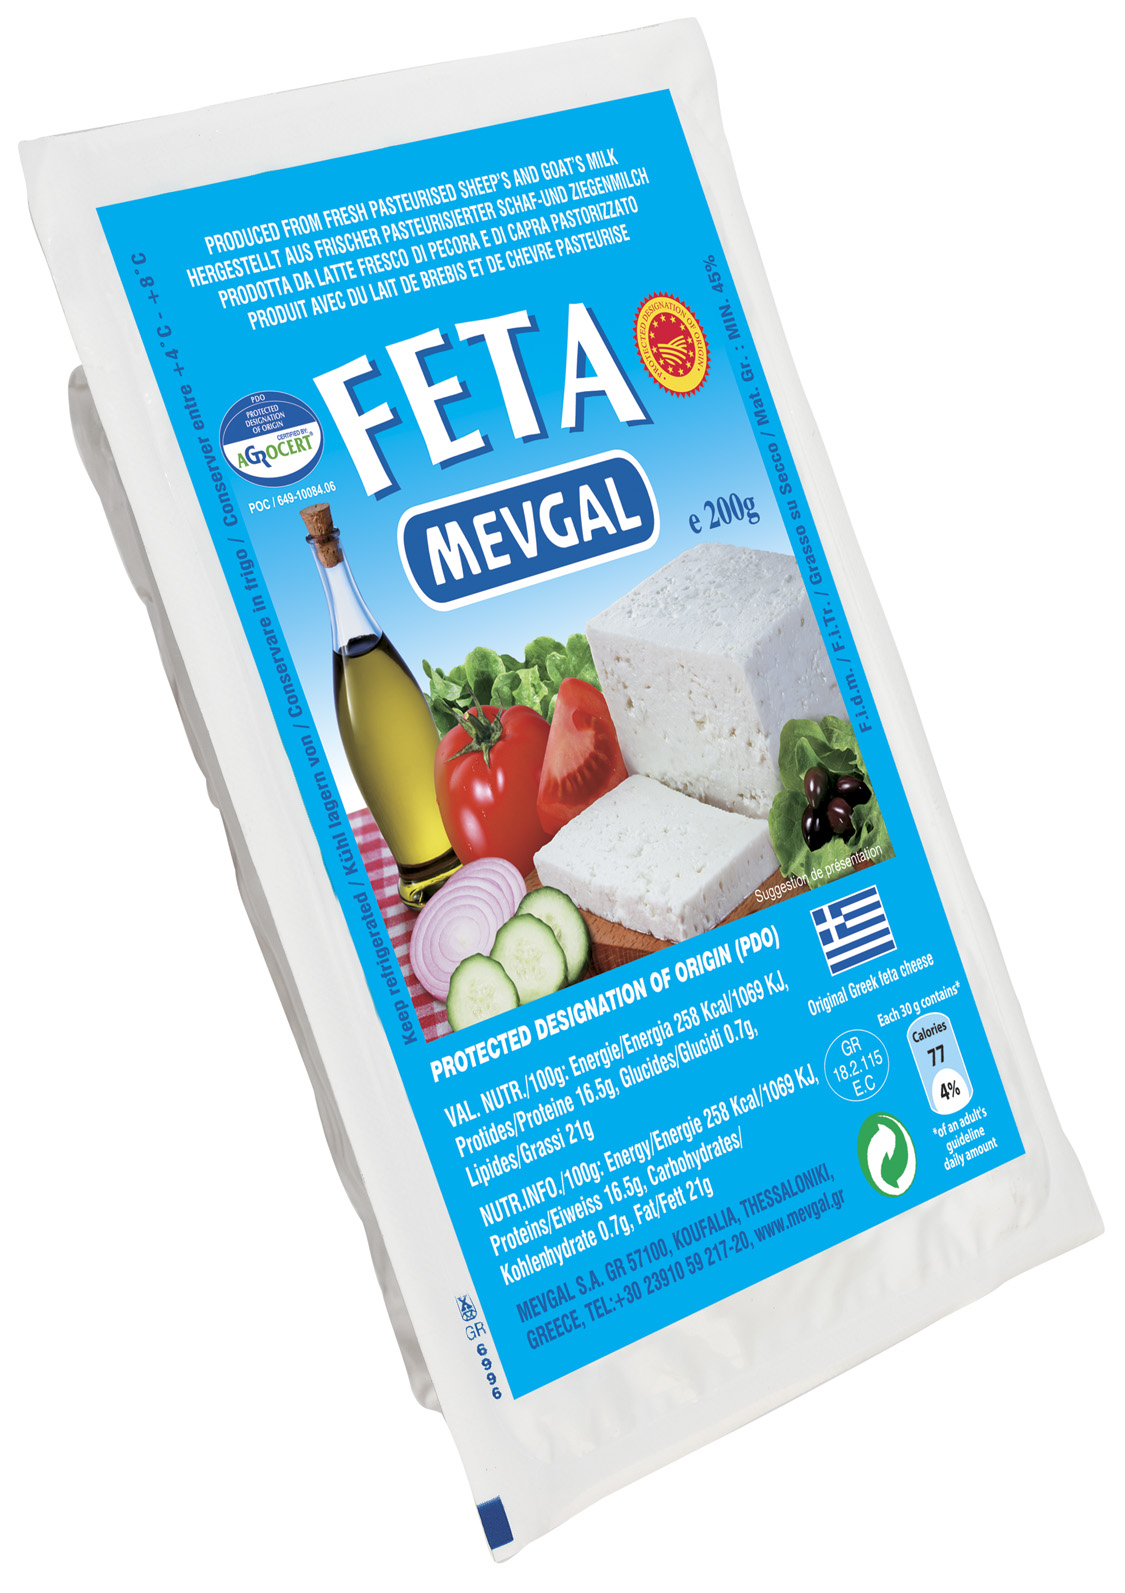 PRODUCED FROM FRESH PASTEURISED SHEEP'S AND GOAT'S MILK
HERGESTELLT AUS FRISCHER PASTEURISIERTER SCHAF-UND ZIEGENMILCH
PRODOTTA DA LATTE FRESCO DI PECORA E DI CAPRA PASTORIZZATO
PRODUIT AVEC DU LAIT DE BREBIS ET DE CHEVRE PASTEURISE
Keep refrigerated / Kühl lagern von / Conservare in frigo / Conserver entre +4°C - +8°C
F.i.d.m. / F.i.Tr. / Grasso su Secco / Mat. Gr. : MIN. 45%
PROTECTED DESIGNATION OF ORIGIN
FETA
PDO
PROTECTED
DESIGNATION
OF ORIGIN
CERTIFIED BY:
AGROCERT®
POC / 649-10084.06
MEVGAL
e 200g
Suggestion de présentation
PROTECTED DESIGNATION OF ORIGIN (PDO)
Original Greek feta cheese
VAL. NUTR./100g: Energie/Energia 258 Kcal/1069 KJ,
Protides/Proteine 16.5g, Glucides/Glucidi 0.7g,
Lipides/Grassi 21g
NUTR.INFO./100g: Energy/Energie 258 Kcal/1069 KJ,
Proteins/Eiweiss 16.5g, Carbohydrates/
Kohlenhydrate 0.7g, Fat/Fett 21g
GR
18.2.115
E.C
Each 30 g contains*
Calories
77
4%
*of an adult's
guideline
daily amount
MEVGAL S.A. GR 57100, KOUFALIA, THESSALONIKI,
GREECE, TEL:+30 23910 59 217-20, www.mevgal.gr
GR
6996